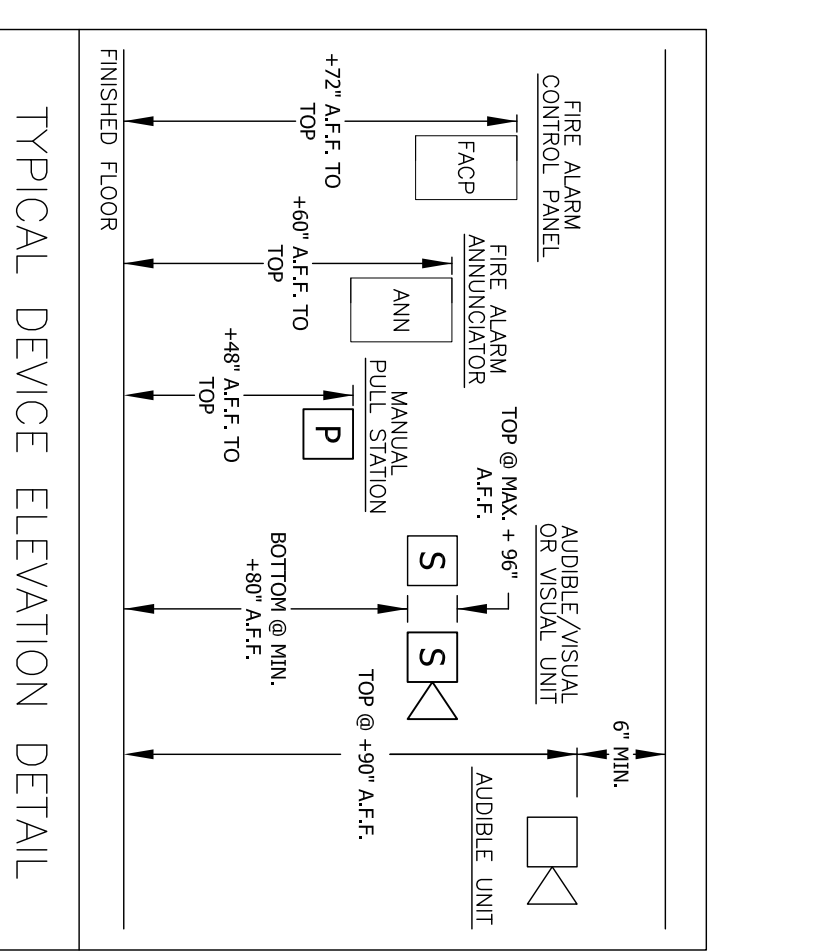 FIRE ALARM
CONTROL PANEL
FACP
+72" A.F.F. TO
TOP
FIRE ALARM
ANNUNCIATOR
ANN
+60" A.F.F. TO
TOP
MANUAL
PULL STATION
P
+48" A.F.F. TO
TOP
AUDIBLE/VISUAL
OR VISUAL UNIT
TOP @ MAX. + 96"
A.F.F.
S
S
BOTTOM @ MIN.
+80" A.F.F.
6" MIN.
TOP @ +90" A.F.F.
AUDIBLE UNIT
FINISHED FLOOR
TYPICAL DEVICE ELEVATION DETAIL